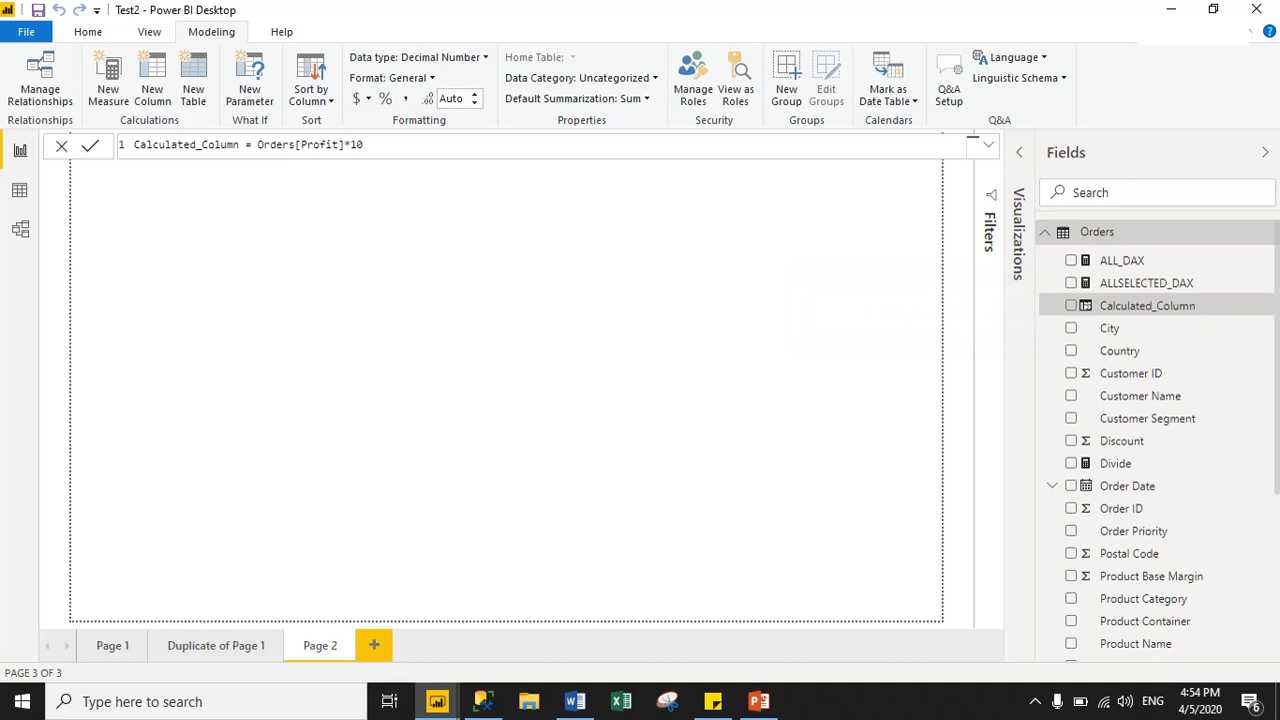 Test2 - Power BI Desktop
File
Home
View
Modeling
Help
Manage Relationships
Relationships
New Measure
New Column
New Table
Calculations
New Parameter
What If
Sort by Column
Sort
Data type: Decimal Number
Format: General
$ % , .00 Auto
Formatting
Home Table:
Data Category: Uncategorized
Default Summarization: Sum
Properties
Manage Roles
View as Roles
Security
New Group
Edit Groups
Groups
Mark as Date Table
Calendars
Q&A Setup
Language
Linguistic Schema
Q&A
1 Calculated_Column = Orders[Profit]*10
Filters
Visualizations
Fields
Search
Orders
ALL_DAX
ALLSELECTED_DAX
Calculated_Column
City
Country
Customer ID
Customer Name
Customer Segment
Discount
Divide
Order Date
Order ID
Order Priority
Postal Code
Product Base Margin
Product Category
Product Container
Product Name
Page 1
Duplicate of Page 1
Page 2
PAGE 3 OF 3
Type here to search
ENG
4:54 PM
4/5/2020
6